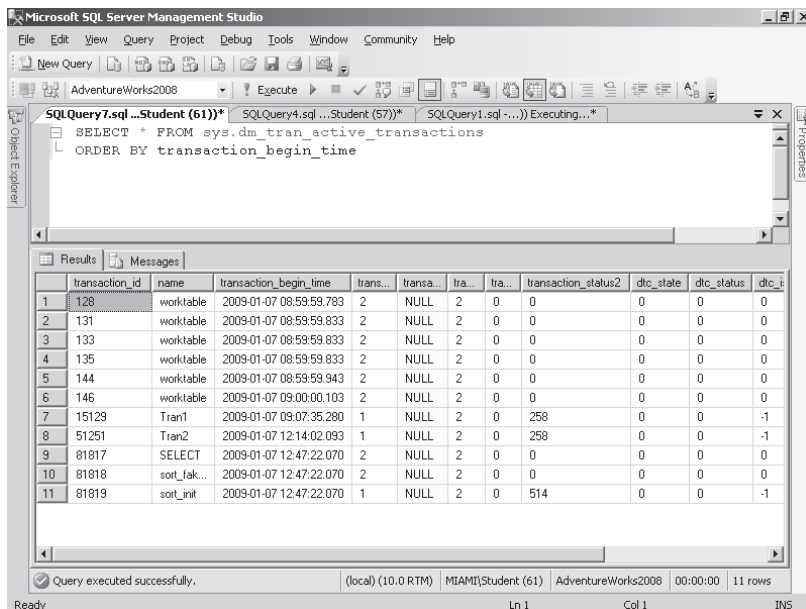 Microsoft SQL Server Management Studio
File Edit View Query Project Debug Tools Window Community Help
New Query
AdventureWorks2008 Execute
SQLQuery7.sql ...Student (61))* SQLQuery4.sql ...Student (57))* SQLQuery1.sql -...)) Executing...*
Object Explorer
Properties
SELECT * FROM sys.dm_tran_active_transactions
ORDER BY transaction_begin_time
Results Messages
transaction_id name transaction_begin_time trans... transa... tra... tra... transaction_status2 dtc_state dtc_status dtc_i
1 128 worktable 2009-01-07 08:59:59.783 2 NULL 2 0 0 0 0 0
2 131 worktable 2009-01-07 08:59:59.833 2 NULL 2 0 0 0 0 0
3 133 worktable 2009-01-07 08:59:59.833 2 NULL 2 0 0 0 0 0
4 135 worktable 2009-01-07 08:59:59.833 2 NULL 2 0 0 0 0 0
5 144 worktable 2009-01-07 08:59:59.943 2 NULL 2 0 0 0 0 0
6 146 worktable 2009-01-07 09:00:00.103 2 NULL 2 0 0 0 0 0
7 15129 Tran1 2009-01-07 09:07:35.280 1 NULL 2 0 258 0 0 -1
8 51251 Tran2 2009-01-07 12:14:02.093 1 NULL 2 0 258 0 0 -1
9 81817 SELECT 2009-01-07 12:47:22.070 2 NULL 2 0 0 0 0 0
10 81818 sort_fak... 2009-01-07 12:47:22.070 2 NULL 2 0 0 0 0 0
11 81819 sort_init 2009-01-07 12:47:22.070 1 NULL 2 0 514 0 0 -1
Query executed successfully. (local) (10.0 RTM) MIAMI\Student (61) AdventureWorks2008 00:00:00 11 rows
Ready Ln 1 Col 1 INS